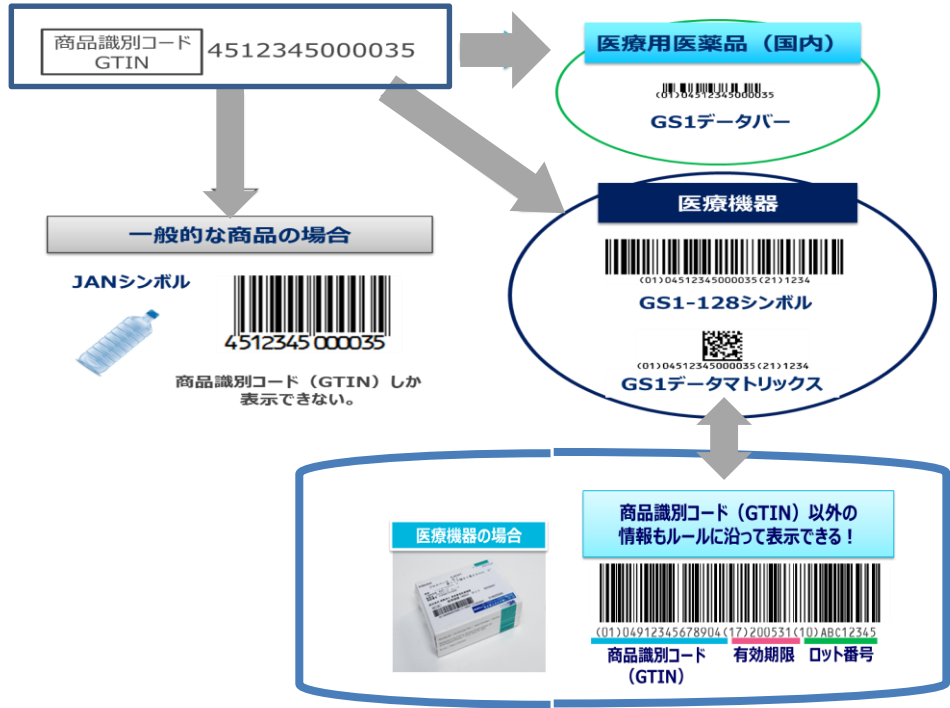 商品識別コード
GTIN
4512345000035
医療用医薬品（国内）
(01)04512345000035
GS1データバー
医療機器
(01)04512345000035(21)1234
GS1-128シンボル
(01)04512345000035(21)1234
GS1データマトリックス
一般的な商品の場合
JANシンボル
4512345 000035
商品識別コード（GTIN）しか
表示できない。
医療機器の場合
商品識別コード（GTIN）以外の
情報もルールに沿って表示できる！
(01)04912345678904(17)200531(10)ABC12345
商品識別コード
（GTIN）
有効期限
ロット番号